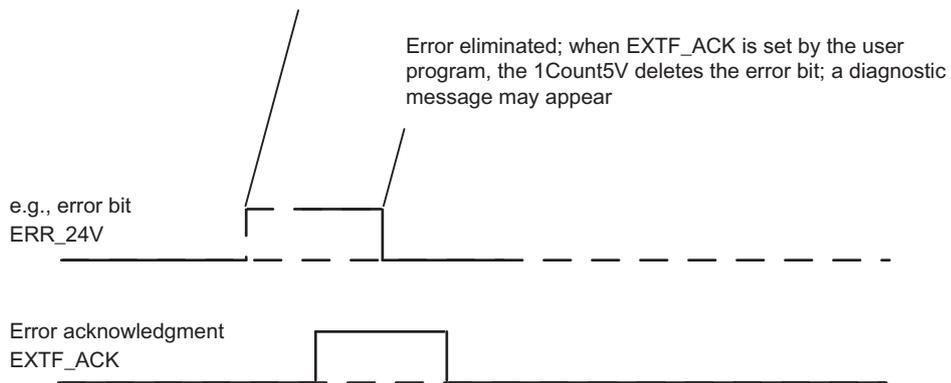 Error eliminated; when EXTF_ACK is set by the user
program, the 1Count5V deletes the error bit; a diagnostic
message may appear
e.g., error bit
ERR_24V
Error acknowledgment
EXTF_ACK